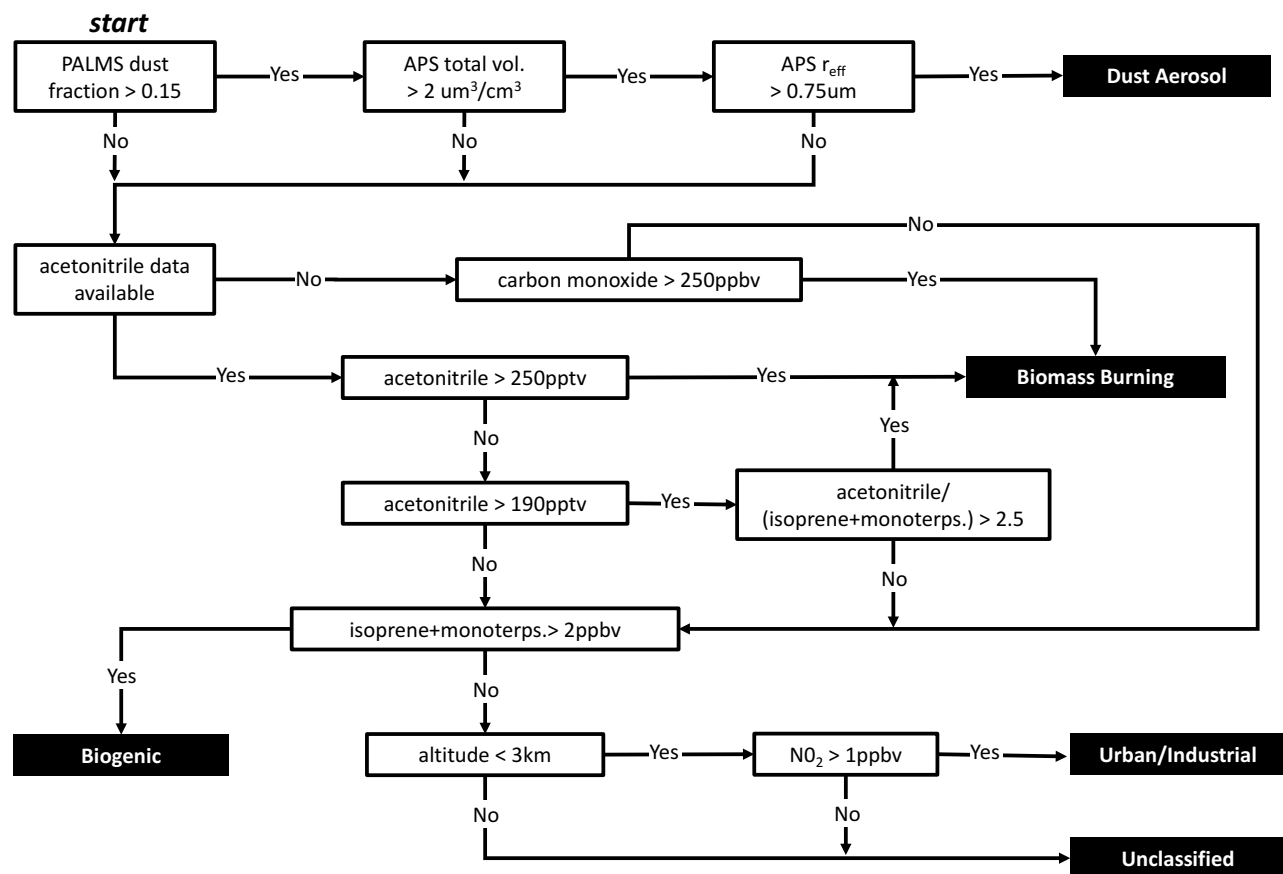 start
PALMS dust
fraction > 0.15
Yes
APS total vol.
> 2 um³/cm³
Yes
APS r_eff
> 0.75um
Yes
Dust Aerosol
No
No
No
acetonitrile data
available
No
carbon monoxide > 250ppbv
No
Yes
Yes
acetonitrile > 250pptv
Yes
Biomass Burning
No
Yes
acetonitrile > 190pptv
Yes
acetonitrile/
(isoprene+monoterps.) > 2.5
No
No
isoprene+monoterps.> 2ppbv
Yes
No
Biogenic
altitude < 3km
Yes
N0₂ > 1ppbv
Yes
Urban/Industrial
No
No
Unclassified